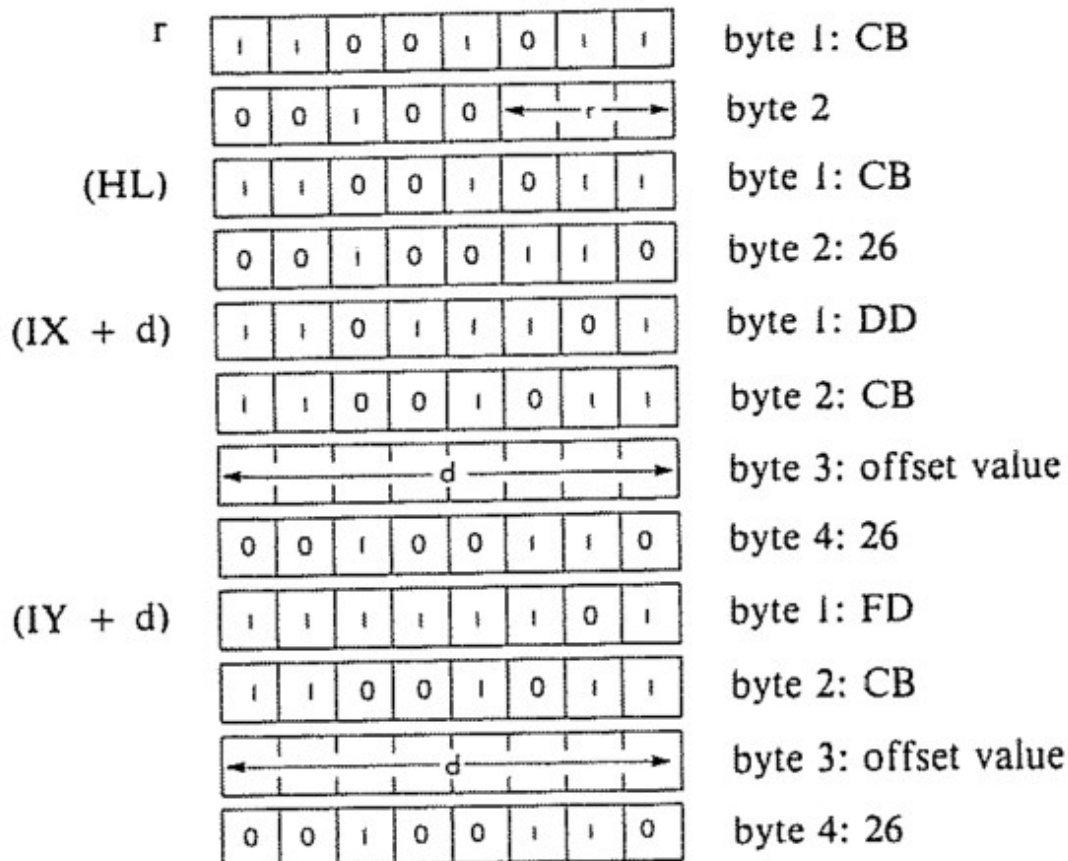 r 1 1 0 0 1 0 1 1 byte 1: CB
0 0 1 0 0 r byte 2
(HL) 1 1 0 0 1 0 1 1 byte 1: CB
0 0 1 0 0 1 1 0 byte 2: 26
(IX + d) 1 1 0 1 1 1 0 1 byte 1: DD
1 1 0 0 1 0 1 1 byte 2: CB
d byte 3: offset value
0 0 1 0 0 1 1 0 byte 4: 26
(IY + d) 1 1 1 1 1 1 0 1 byte 1: FD
1 1 0 0 1 0 1 1 byte 2: CB
d byte 3: offset value
0 0 1 0 0 1 1 0 byte 4: 26